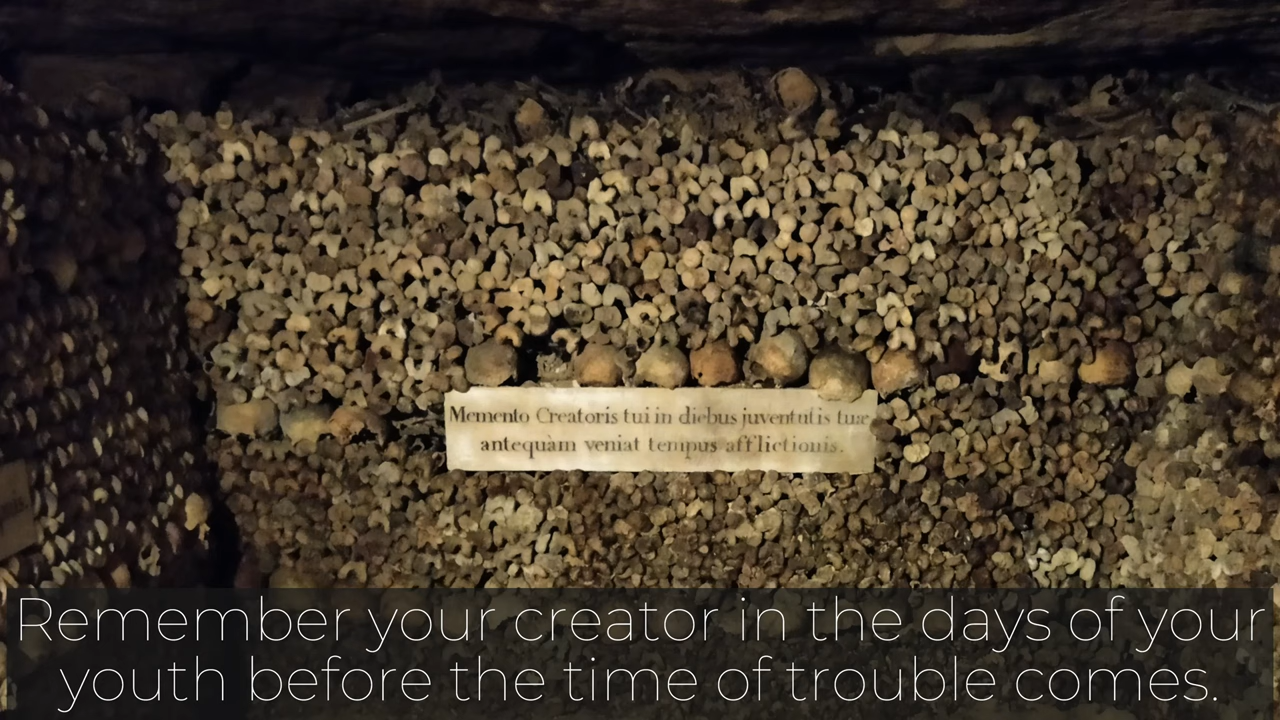 Memento Creatoris tui in diebus juventutis tuæ
antequàm veniat tempus afflictionis.
Remember your creator in the days of your
youth before the time of trouble comes.